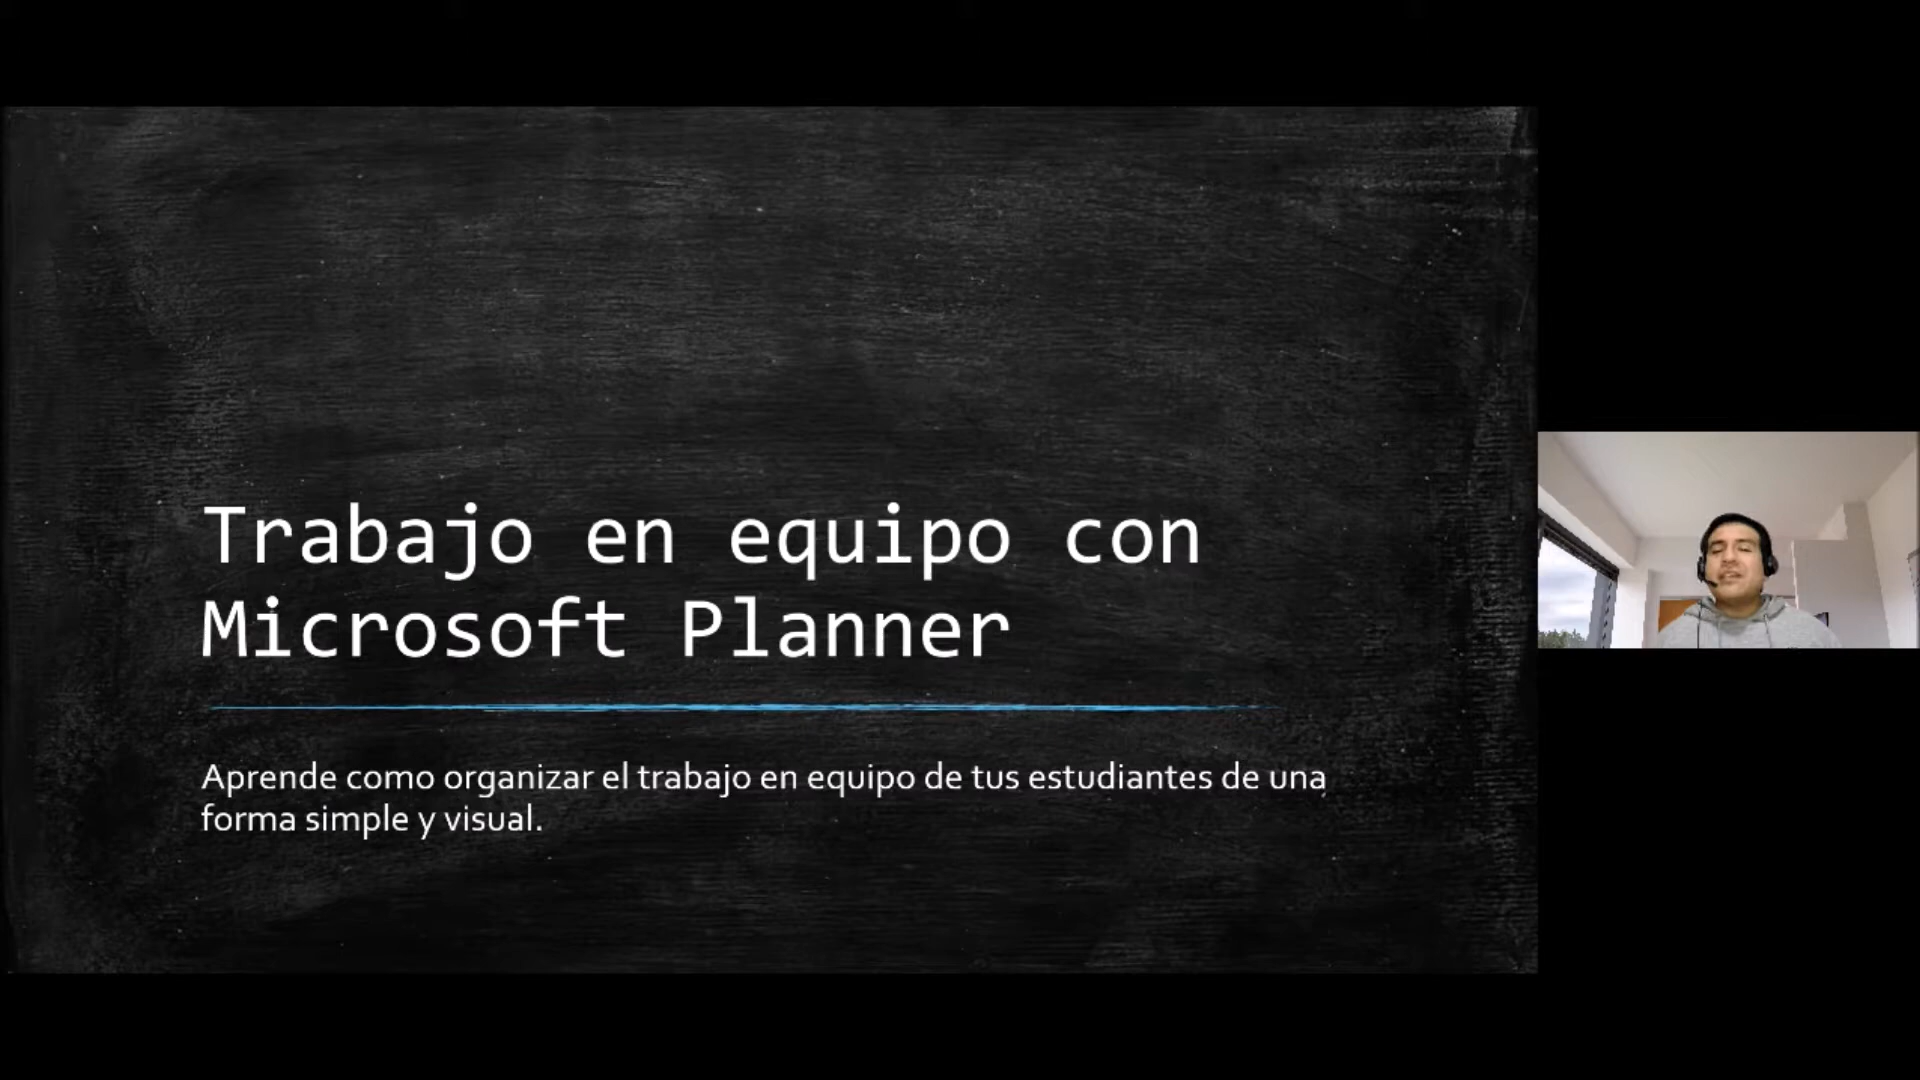 Trabajo en equipo con
Microsoft Planner
Aprende como organizar el trabajo en equipo de tus estudiantes de una
forma simple y visual.